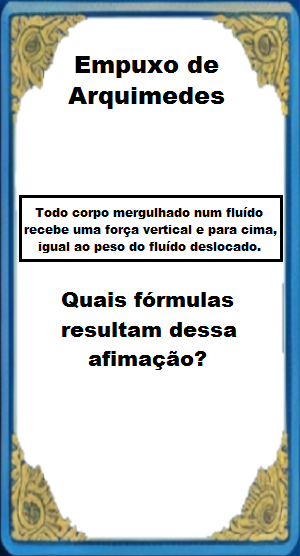 Empuxo de
Arquimedes
Todo corpo mergulhado num fluído
recebe uma força vertical e para cima,
igual ao peso do fluído deslocado.
Quais fórmulas
resultam dessa
afimação?